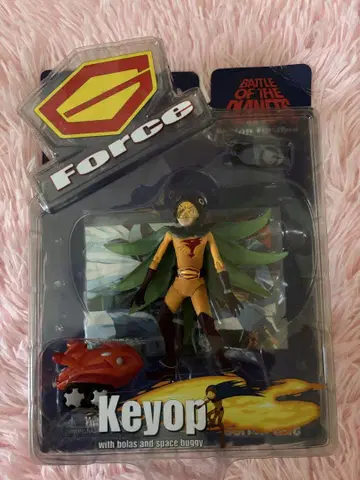 G
Force
BATTLE
OF THE
PLANETS
Keyop
with bolas and space buggy